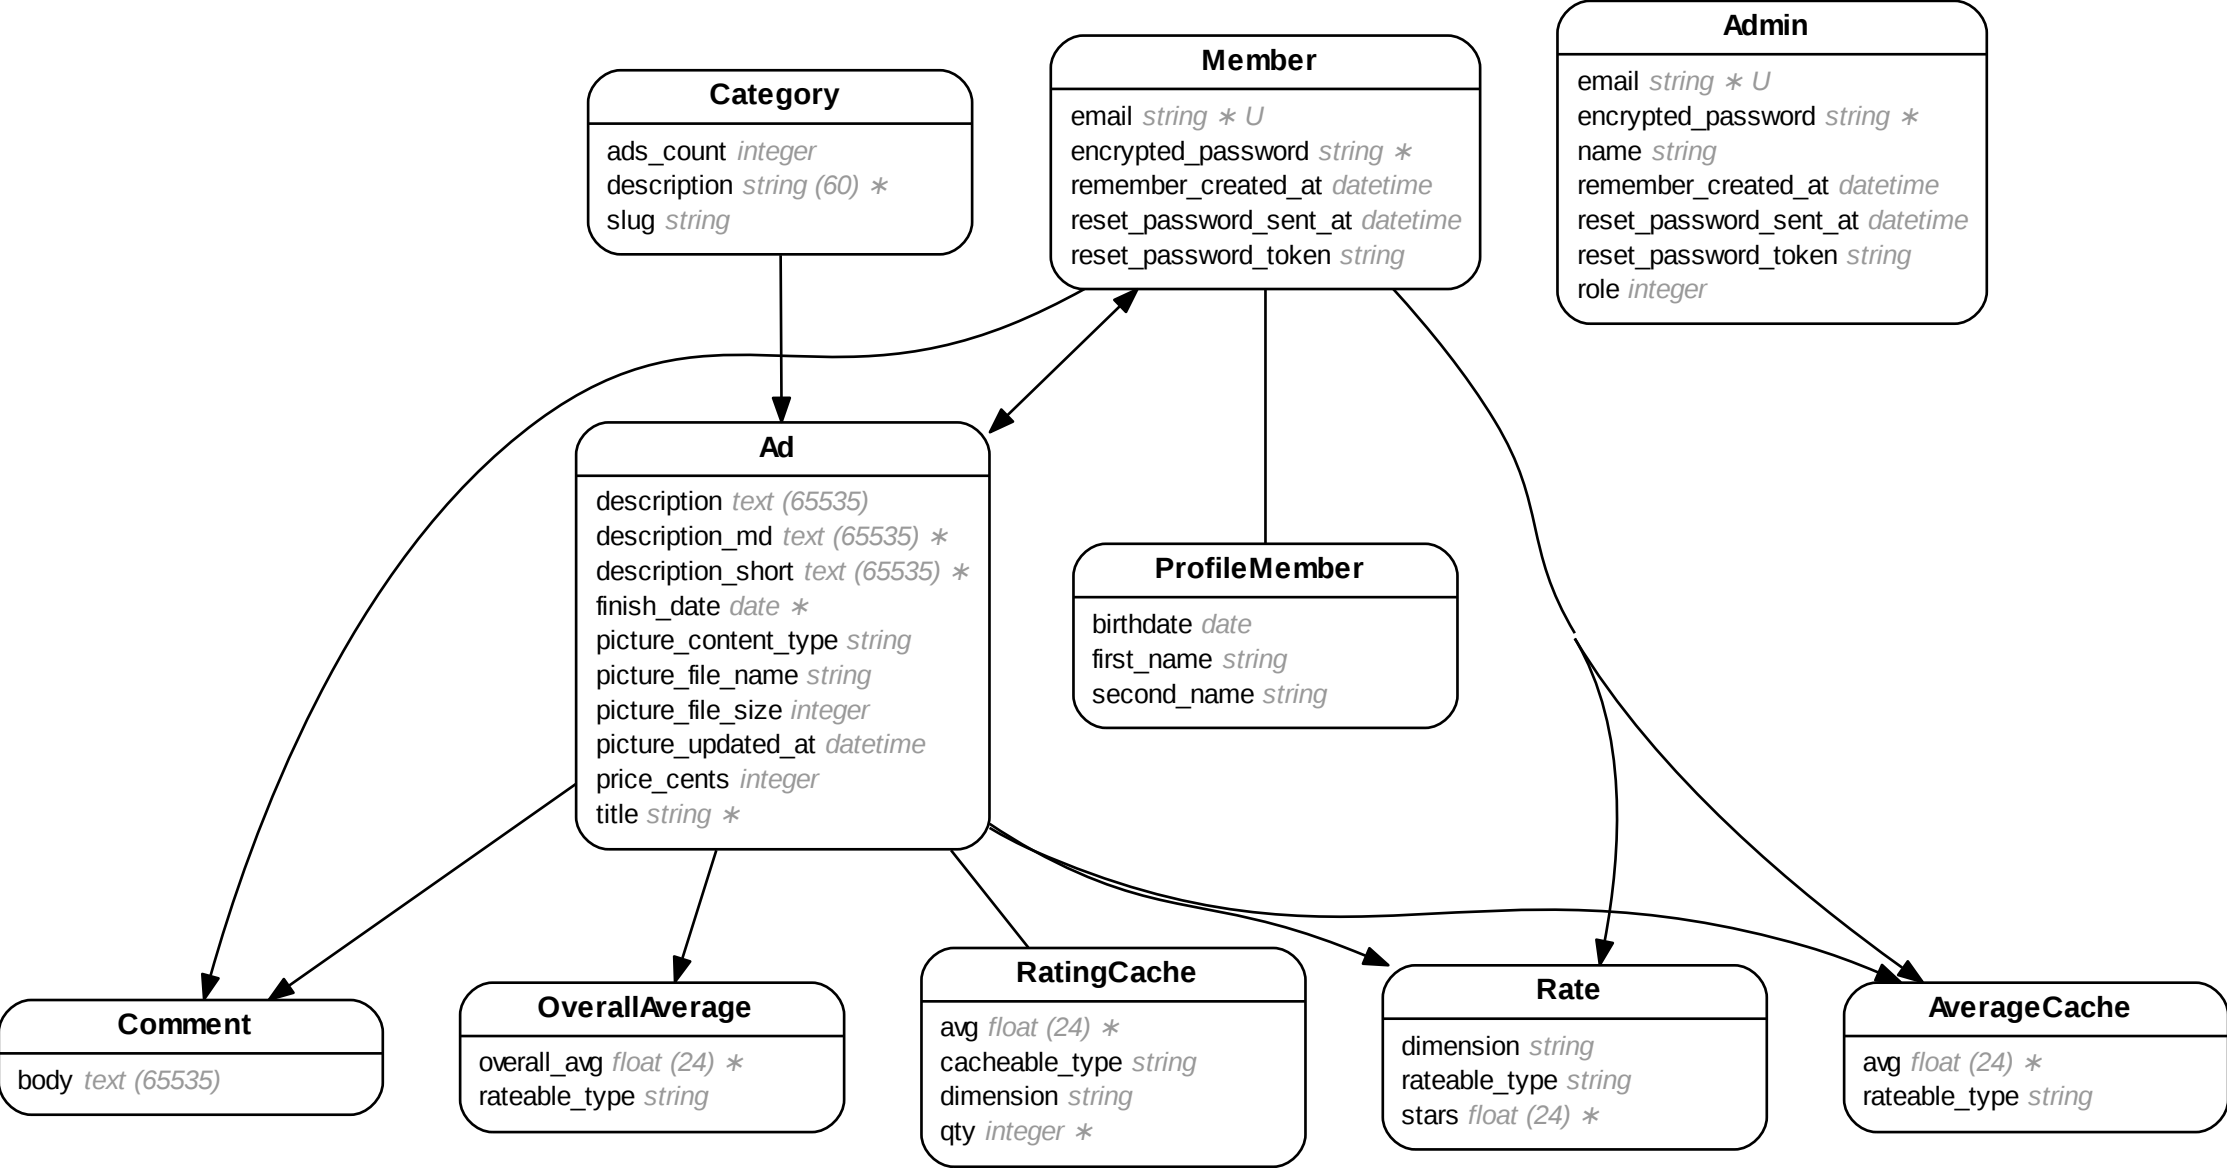 Category
ads_count integer
description string (60) ∗
slug string
Member
email string ∗ U
encrypted_password string ∗
remember_created_at datetime
reset_password_sent_at datetime
reset_password_token string
Admin
email string ∗ U
encrypted_password string ∗
name string
remember_created_at datetime
reset_password_sent_at datetime
reset_password_token string
role integer
Ad
description text (65535)
description_md text (65535) ∗
description_short text (65535) ∗
finish_date date ∗
picture_content_type string
picture_file_name string
picture_file_size integer
picture_updated_at datetime
price_cents integer
title string ∗
ProfileMember
birthdate date
first_name string
second_name string
Comment
body text (65535)
OverallAverage
overall_avg float (24) ∗
rateable_type string
RatingCache
avg float (24) ∗
cacheable_type string
dimension string
qty integer ∗
Rate
dimension string
rateable_type string
stars float (24) ∗
AverageCache
avg float (24) ∗
rateable_type string